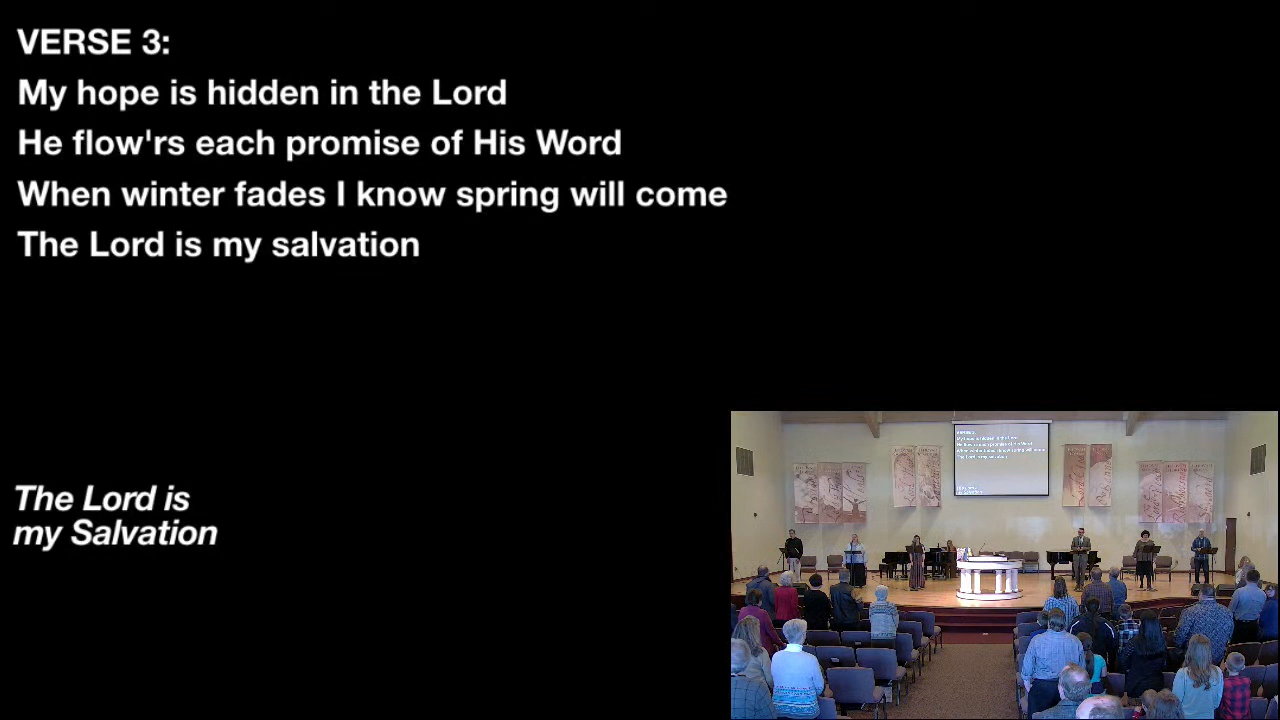 VERSE 3:
My hope is hidden in the Lord
He flow'rs each promise of His Word
When winter fades I know spring will come
The Lord is my salvation
The Lord is
my Salvation